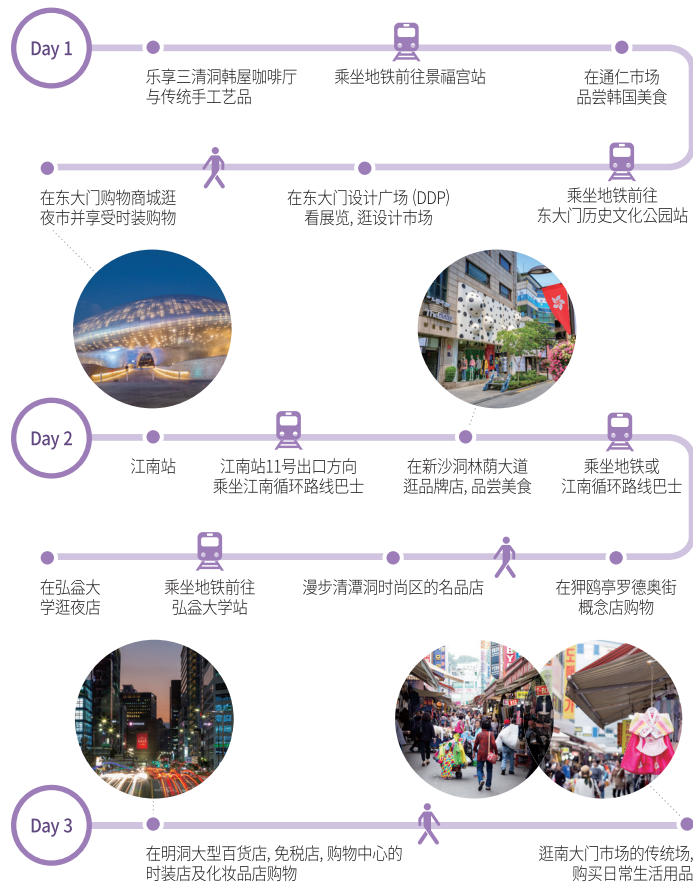 Day 1
乐享三清洞韩屋咖啡厅
与传统手工艺品
乘坐地铁前往景福宫站
在通仁市场
品尝韩国美食
乘坐地铁前往
东大门历史文化公园站
在东大门设计广场 (DDP)
看展览, 逛设计市场
在东大门购物商城逛
夜市并享受时装购物
Day 2
江南站
江南站11号出口方向
乘坐江南循环路线巴士
在新沙洞林荫大道
逛品牌店, 品尝美食
乘坐地铁或
江南循环路线巴士
在狎鸥亭罗德奥街
概念店购物
漫步清潭洞时尚区的名品店
乘坐地铁前往
弘益大学站
在弘益大
学逛夜店
Day 3
在明洞大型百货店, 免税店, 购物中心的
时装店及化妆品店购物
逛南大门市场的传统场,
购买日常生活用品